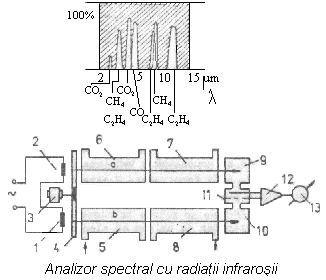 100%
2 5 10 15 μm
λ
CO₂ CO₂ CH₄
CH₄ CO
C₂H₄ C₂H₄ C₂H₄
2 6 7 9
a
12
~ 3 11
13
b
10
1 4 5 8
Analizor spectral cu radiații infraroșii